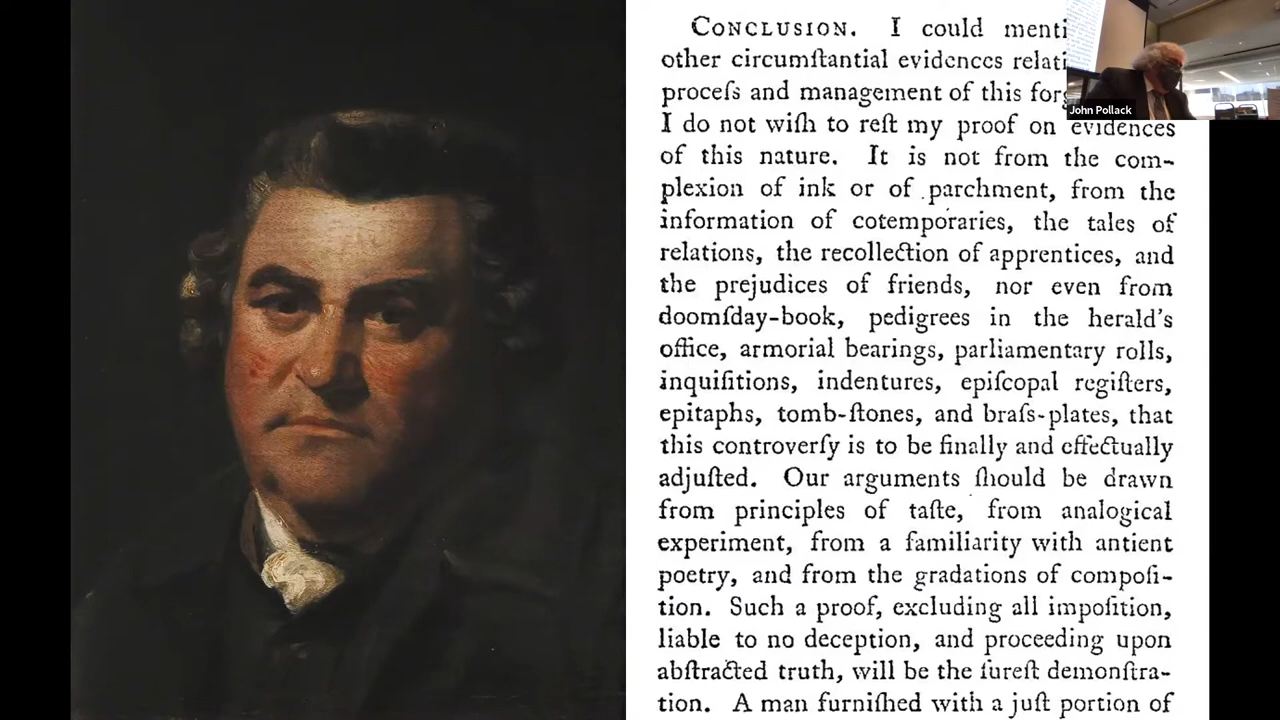 CONCLUSION. I could menti
other circumſtantial evidences relati
proceſs and management of this forg
I do not wiſh to reſt my proof on evidences
of this nature. It is not from the com-
plexion of ink or of parchment, from the
information of cotemporaries, the tales of
relations, the recollection of apprentices, and
the prejudices of friends, nor even from
doomſday-book, pedigrees in the herald's
office, armorial bearings, parliamentary rolls,
inquiſitions, indentures, epiſcopal regiſters,
epitaphs, tomb-ſtones, and braſs-plates, that
this controverſy is to be finally and effectually
adjuſted. Our arguments ſhould be drawn
from principles of taſte, from analogical
experiment, from a familiarity with antient
poetry, and from the gradations of compoſi-
tion. Such a proof, excluding all impoſition,
liable to no deception, and proceeding upon
abſtracted truth, will be the ſureſt demonſtra-
tion. A man furniſhed with a juſt portion of
John Pollack